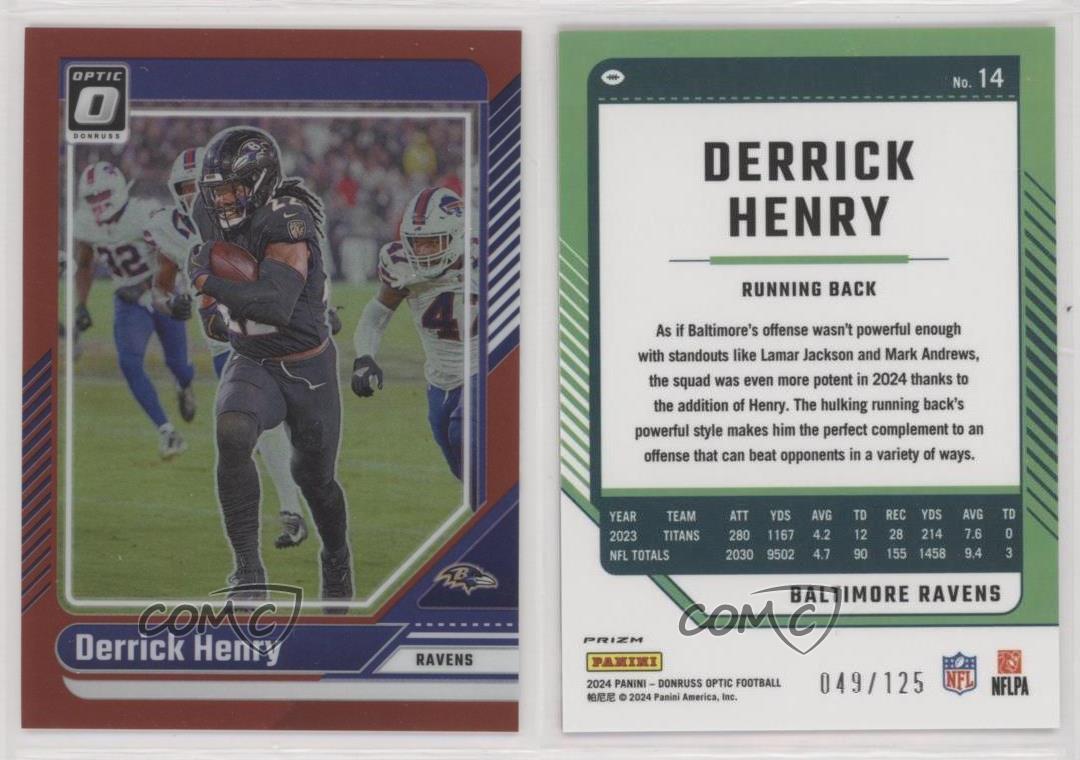 OPTIC
O
DONRUSS
22
32
47
22
Derrick Henry
RAVENS
COMC
No. 14
DERRICK
HENRY
RUNNING BACK
As if Baltimore's offense wasn't powerful enough
with standouts like Lamar Jackson and Mark Andrews,
the squad was even more potent in 2024 thanks to
the addition of Henry. The hulking running back's
powerful style makes him the perfect complement to an
offense that can beat opponents in a variety of ways.
YEAR TEAM ATT YDS AVG TD REC YDS AVG TD
2023 TITANS 280 1167 4.2 12 28 214 7.6 0
NFL TOTALS 2030 9502 4.7 90 155 1458 9.4 3
BALTIMORE RAVENS
COMC
PRIZM
PANINI
2024 PANINI – DONRUSS OPTIC FOOTBALL
帕尼尼 © 2024 Panini America, Inc.
049/125
NFL
NFLPA